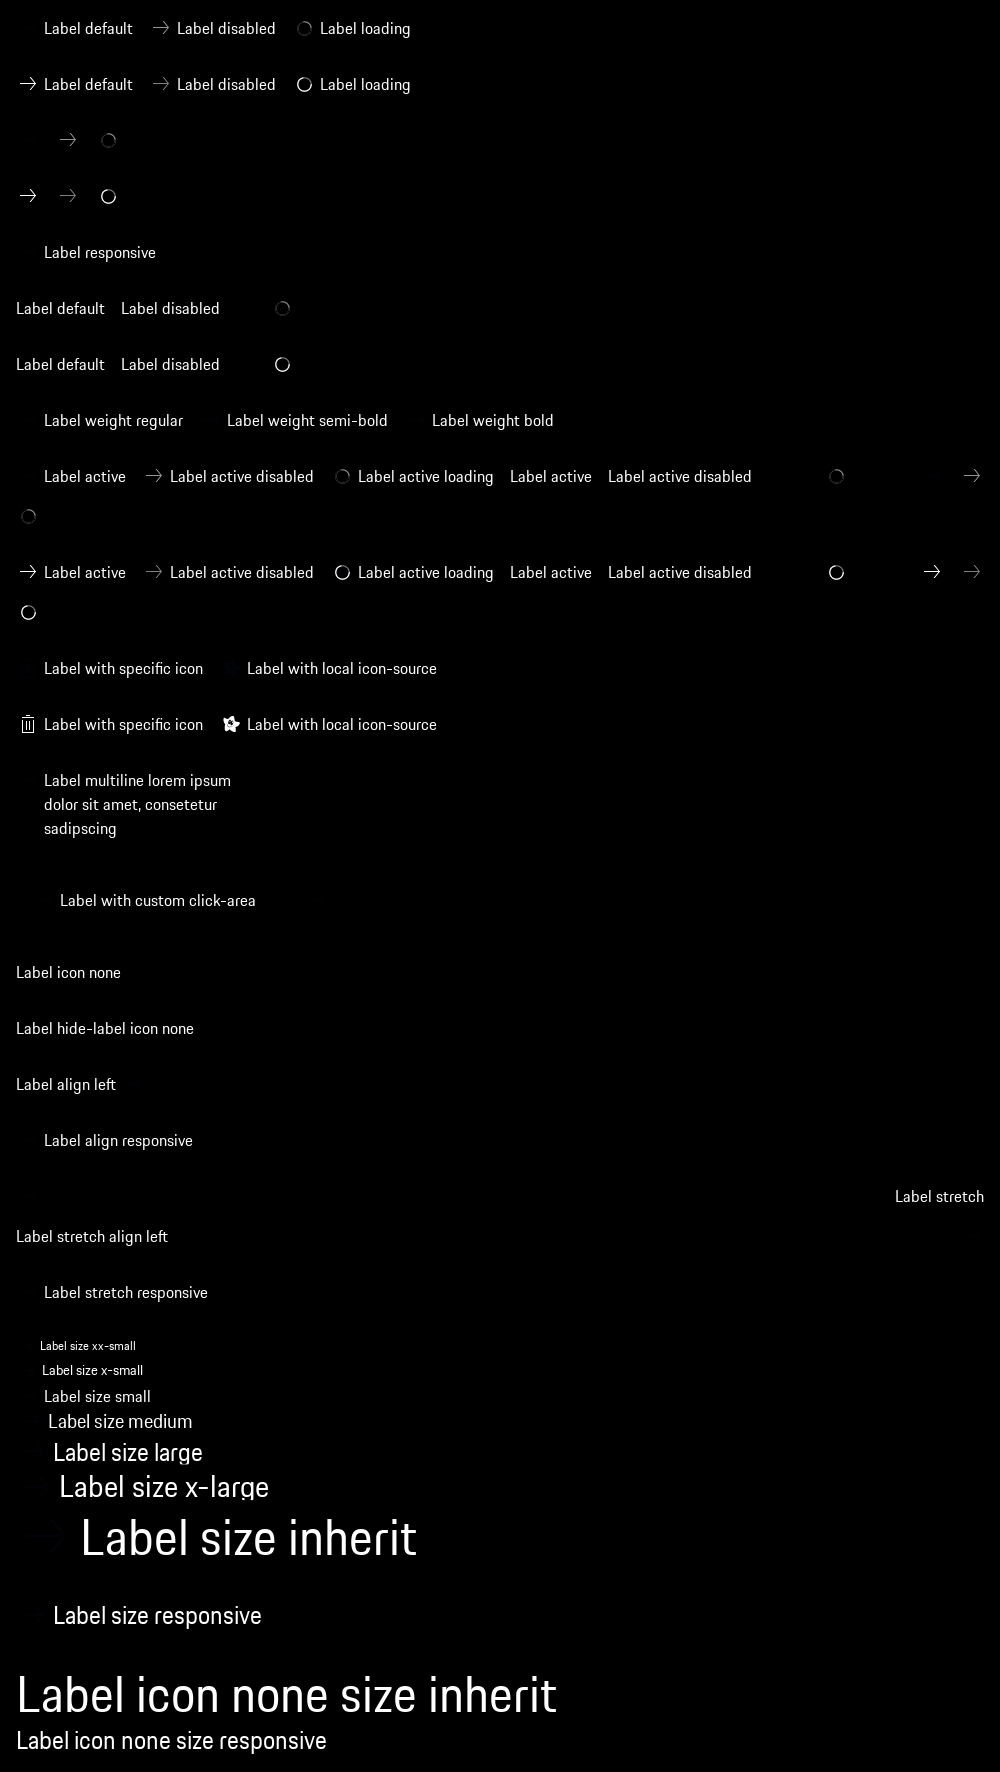 Label default Label disabled Label loading
Label default Label disabled Label loading
Label responsive
Label default Label disabled
Label default Label disabled
Label weight regular Label weight semi-bold Label weight bold
Label active Label active disabled Label active loading Label active Label active disabled
Label active Label active disabled Label active loading Label active Label active disabled
Label with specific icon Label with local icon-source
Label with specific icon Label with local icon-source
Label multiline lorem ipsum
dolor sit amet, consetetur
sadipscing
Label with custom click-area
Label icon none
Label hide-label icon none
Label align left
Label align responsive
Label stretch
Label stretch align left
Label stretch responsive
Label size xx-small
Label size x-small
Label size small
Label size medium
Label size large
Label size x-large
Label size inherit
Label size responsive
Label icon none size inherit
Label icon none size responsive